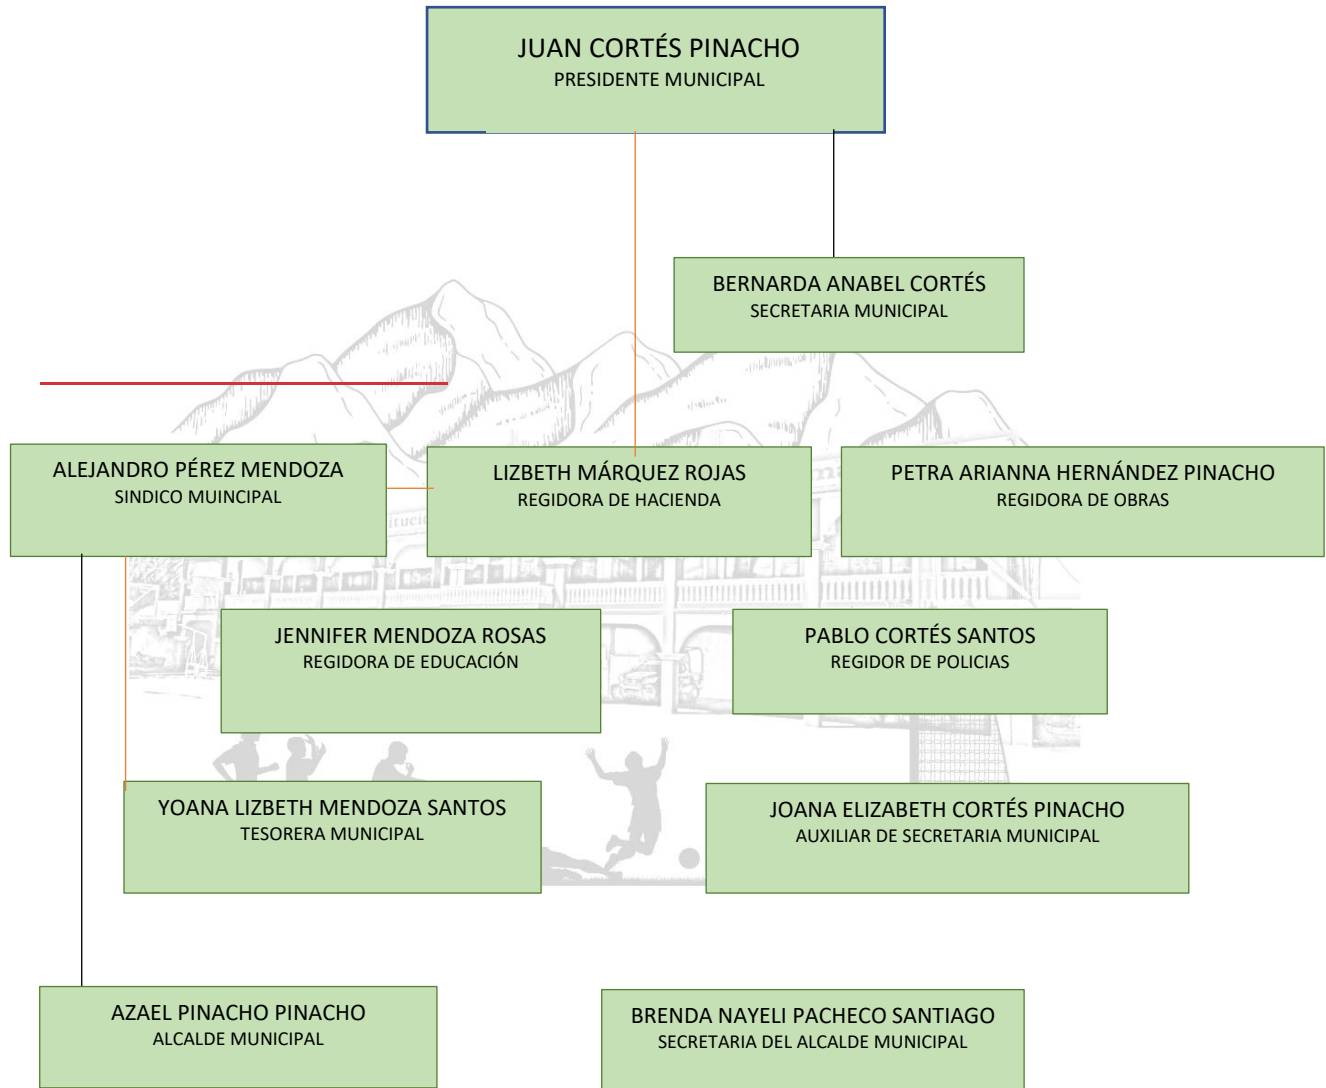 JUAN CORTÉS PINACHO
PRESIDENTE MUNICIPAL
BERNARDA ANABEL CORTÉS
SECRETARIA MUNICIPAL
ALEJANDRO PÉREZ MENDOZA
SINDICO MUINCIPAL
LIZBETH MÁRQUEZ ROJAS
REGIDORA DE HACIENDA
PETRA ARIANNA HERNÁNDEZ PINACHO
REGIDORA DE OBRAS
JENNIFER MENDOZA ROSAS
REGIDORA DE EDUCACIÓN
PABLO CORTÉS SANTOS
REGIDOR DE POLICIAS
YOANA LIZBETH MENDOZA SANTOS
TESORERA MUNICIPAL
JOANA ELIZABETH CORTÉS PINACHO
AUXILIAR DE SECRETARIA MUNICIPAL
AZAEL PINACHO PINACHO
ALCALDE MUNICIPAL
BRENDA NAYELI PACHECO SANTIAGO
SECRETARIA DEL ALCALDE MUNICIPAL